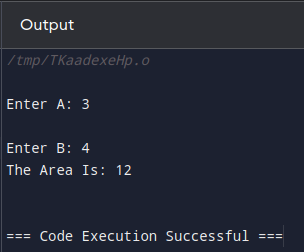 Output
/tmp/TKaadexeHp.o
Enter A: 3
Enter B: 4
The Area Is: 12
=== Code Execution Successful ===